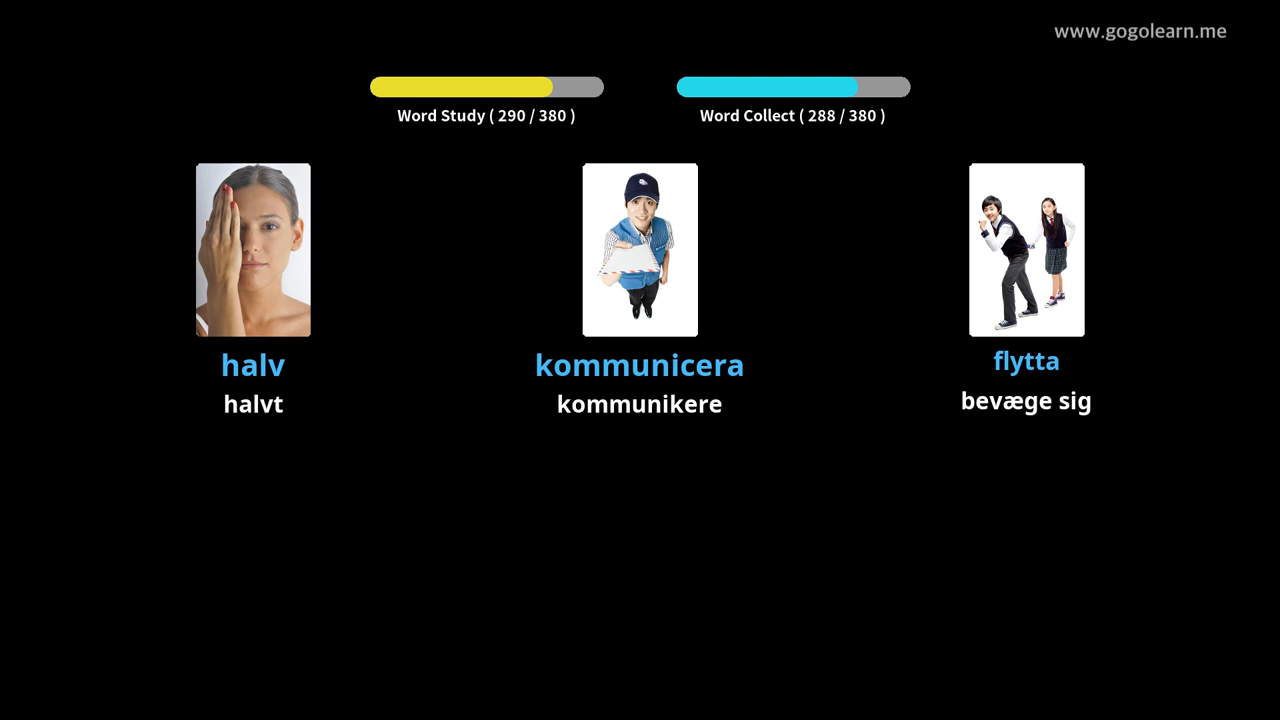 www.gogolearn.me
Word Study ( 290 / 380 )
Word Collect ( 288 / 380 )
halv
halvt
kommunicera
kommunikere
flytta
bevæge sig